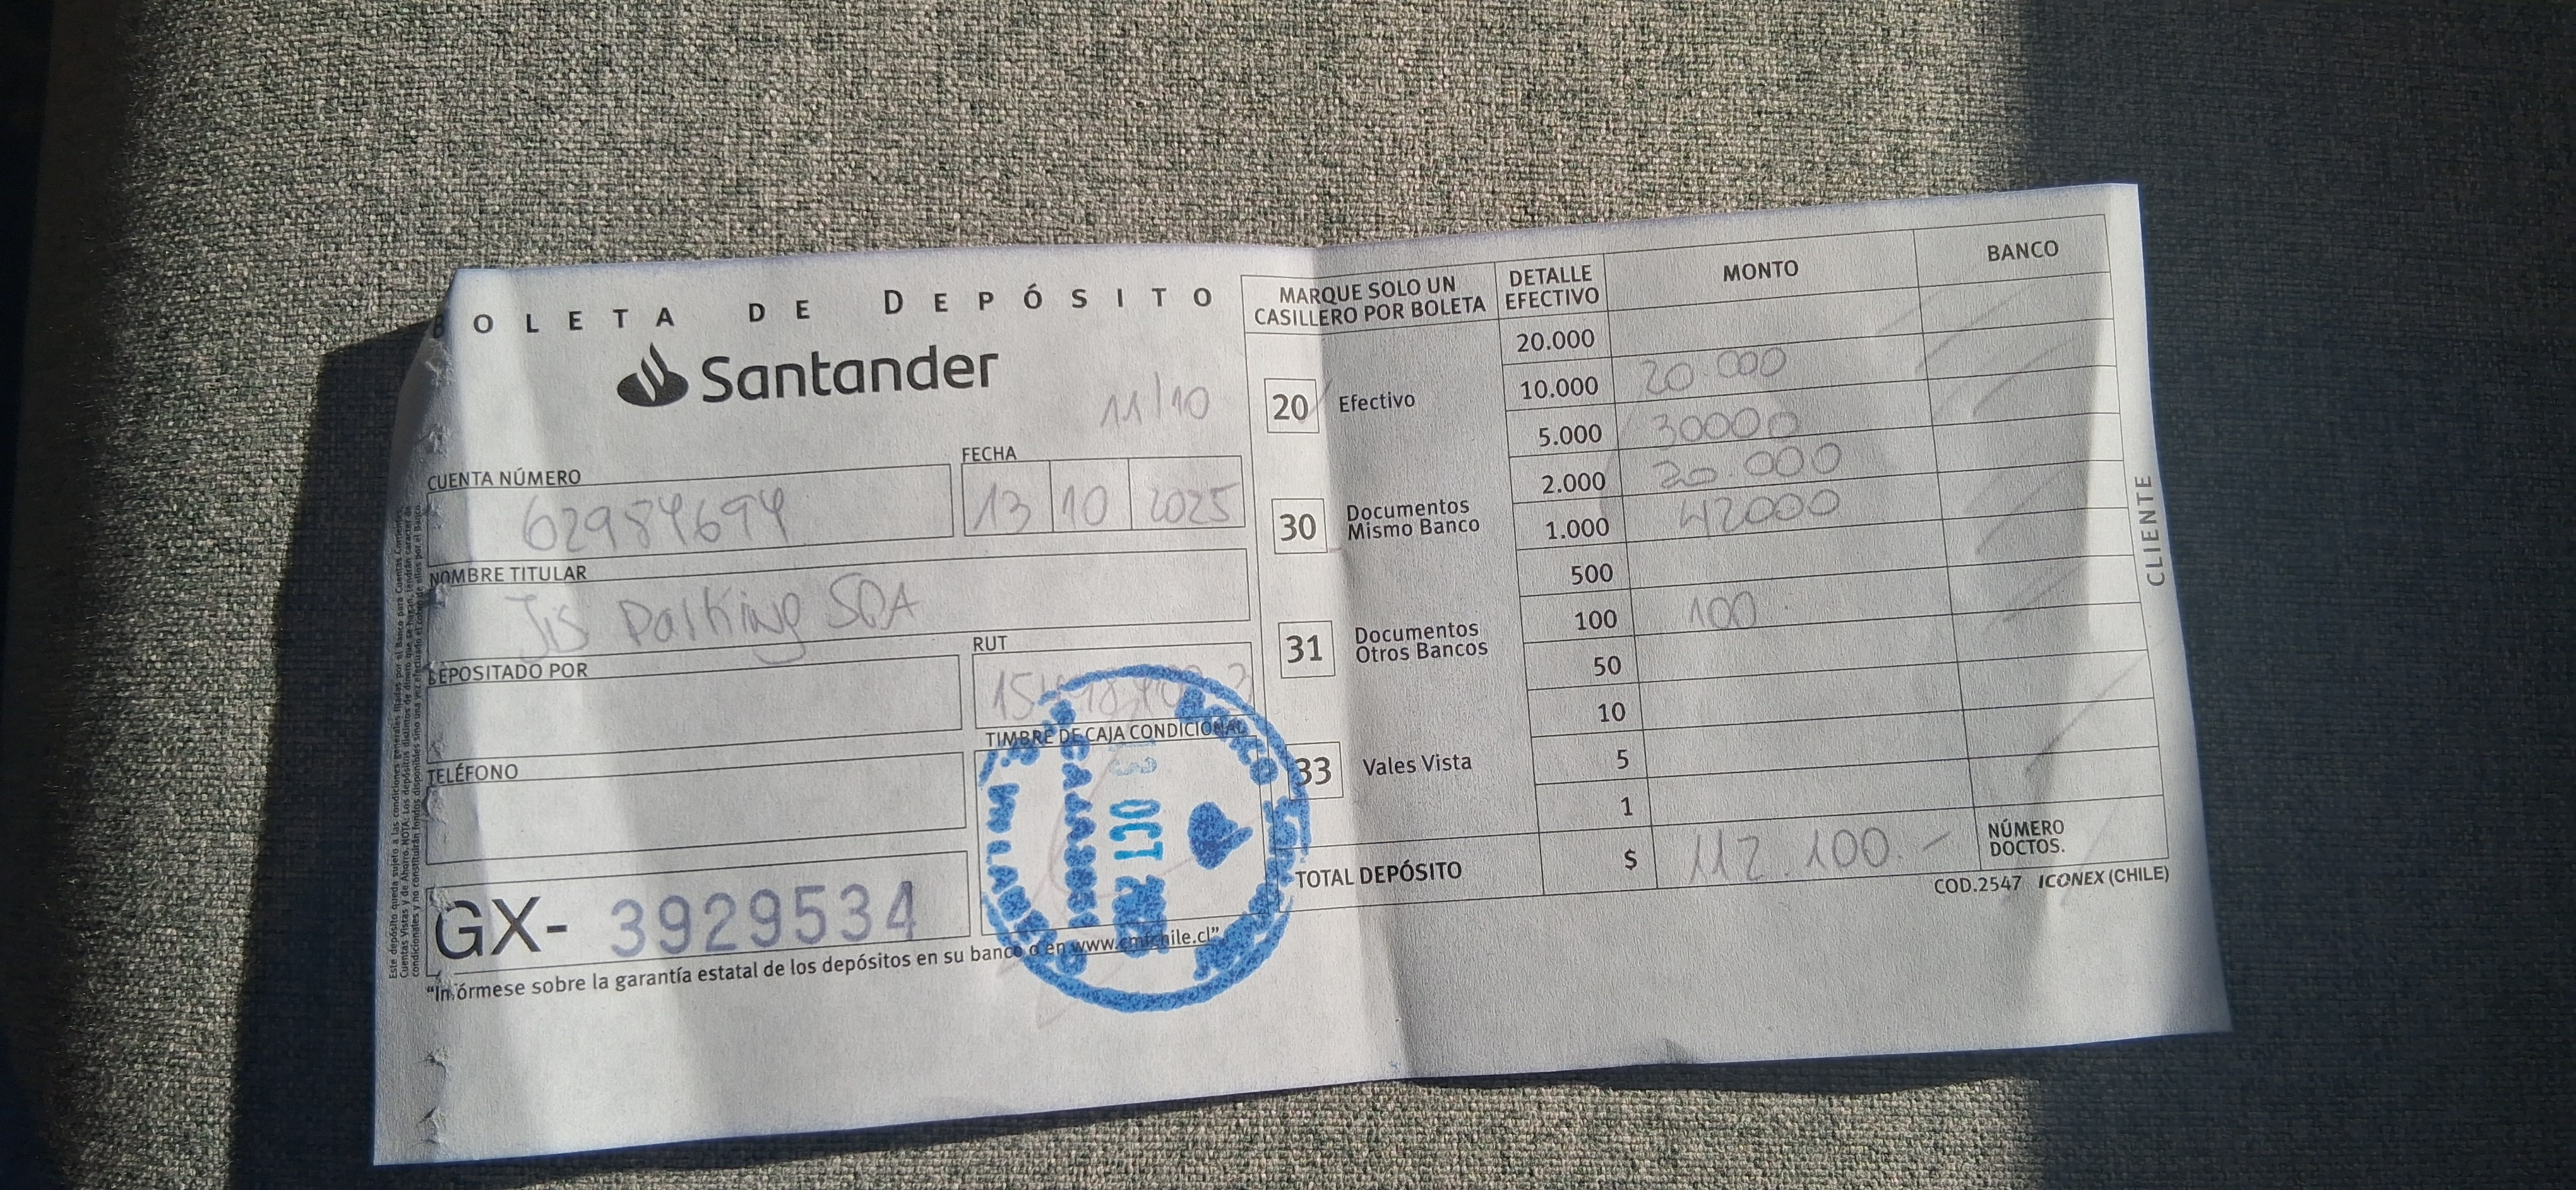 BOLETA DE DEPÓSITO
Santander
11/10
CUENTA NÚMERO
62984694
FECHA
13 10 2025
NOMBRE TITULAR
Jis Parking SPA
DEPOSITADO POR
RUT
TELÉFONO
TIMBRE DE CAJA CONDICIONAL
OCT
GX- 3929534
"Infórmese sobre la garantía estatal de los depósitos en su banco o en www.cmfchile.cl"
MARQUE SOLO UN CASILLERO POR BOLETA
20 Efectivo
30 Documentos Mismo Banco
31 Documentos Otros Bancos
33 Vales Vista
DETALLE EFECTIVO MONTO BANCO
20.000
10.000 20.000
5.000 30000
2.000 20.000
1.000 42000
500
100 100
50
10
5
1
TOTAL DEPÓSITO $ 112.100.- NÚMERO DOCTOS.
COD.2547 ICONEX (CHILE)
CLIENTE